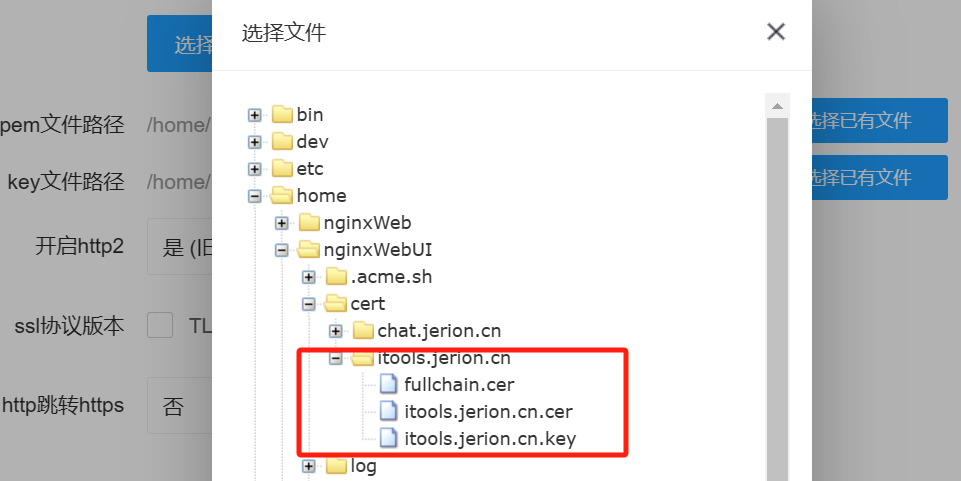 选择
选择文件
bin
dev
etc
home
nginxWeb
nginxWebUI
.acme.sh
cert
chat.jerion.cn
itools.jerion.cn
fullchain.cer
itools.jerion.cn.cer
itools.jerion.cn.key
log
pem文件路径
/home/
选择已有文件
key文件路径
/home/
选择已有文件
开启http2
是 (旧
ssl协议版本
TL
http跳转https
否